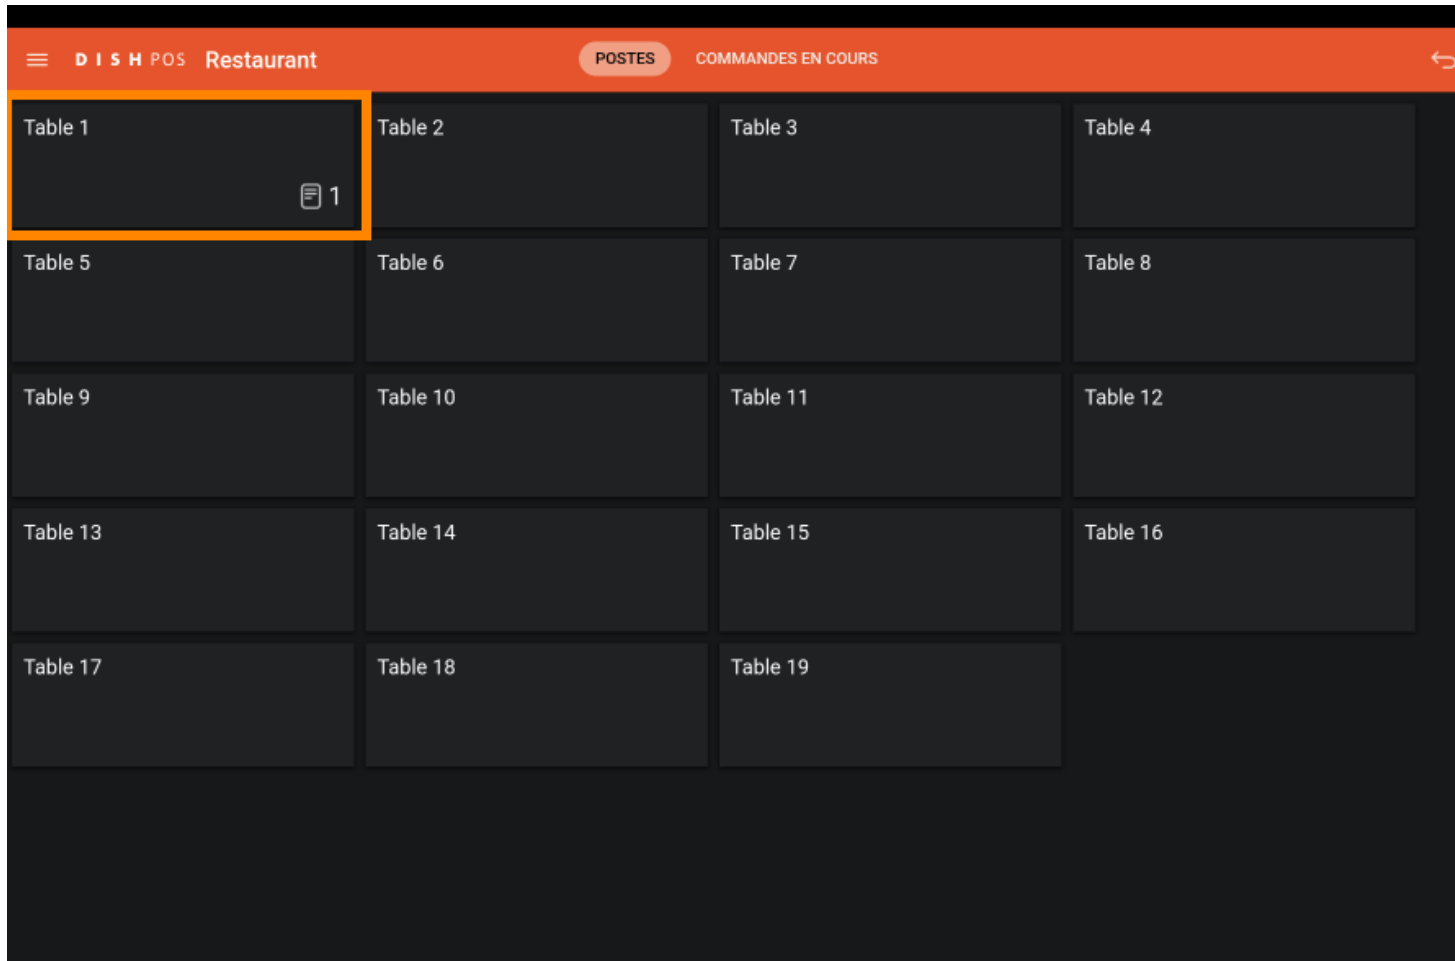 DISH POS Restaurant POSTES COMMANDES EN COURS
Table 1 Table 2 Table 3 Table 4
1
Table 5 Table 6 Table 7 Table 8
Table 9 Table 10 Table 11 Table 12
Table 13 Table 14 Table 15 Table 16
Table 17 Table 18 Table 19